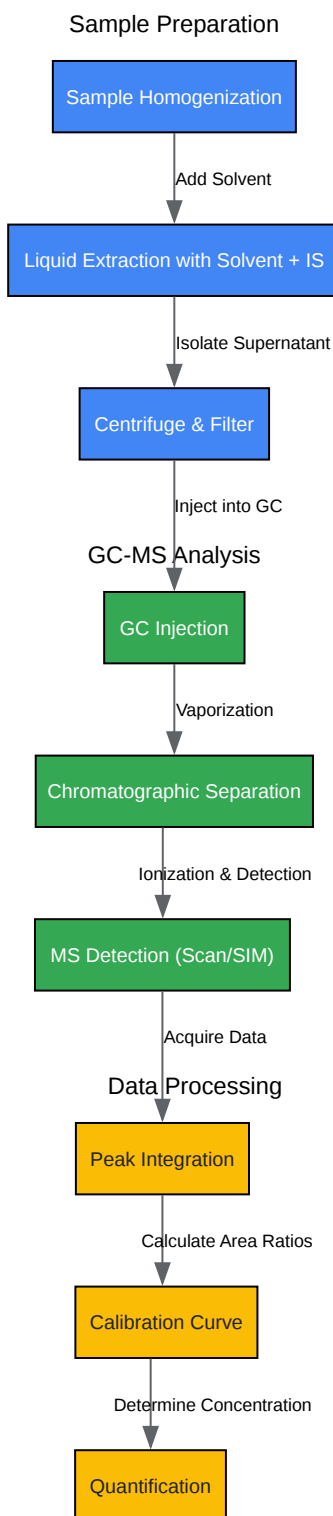 Sample Preparation
Sample Homogenization
Add Solvent
Liquid Extraction with Solvent + IS
Isolate Supernatant
Centrifuge & Filter
Inject into GC
GC-MS Analysis
GC Injection
Vaporization
Chromatographic Separation
Ionization & Detection
MS Detection (Scan/SIM)
Acquire Data
Data Processing
Peak Integration
Calculate Area Ratios
Calibration Curve
Determine Concentration
Quantification